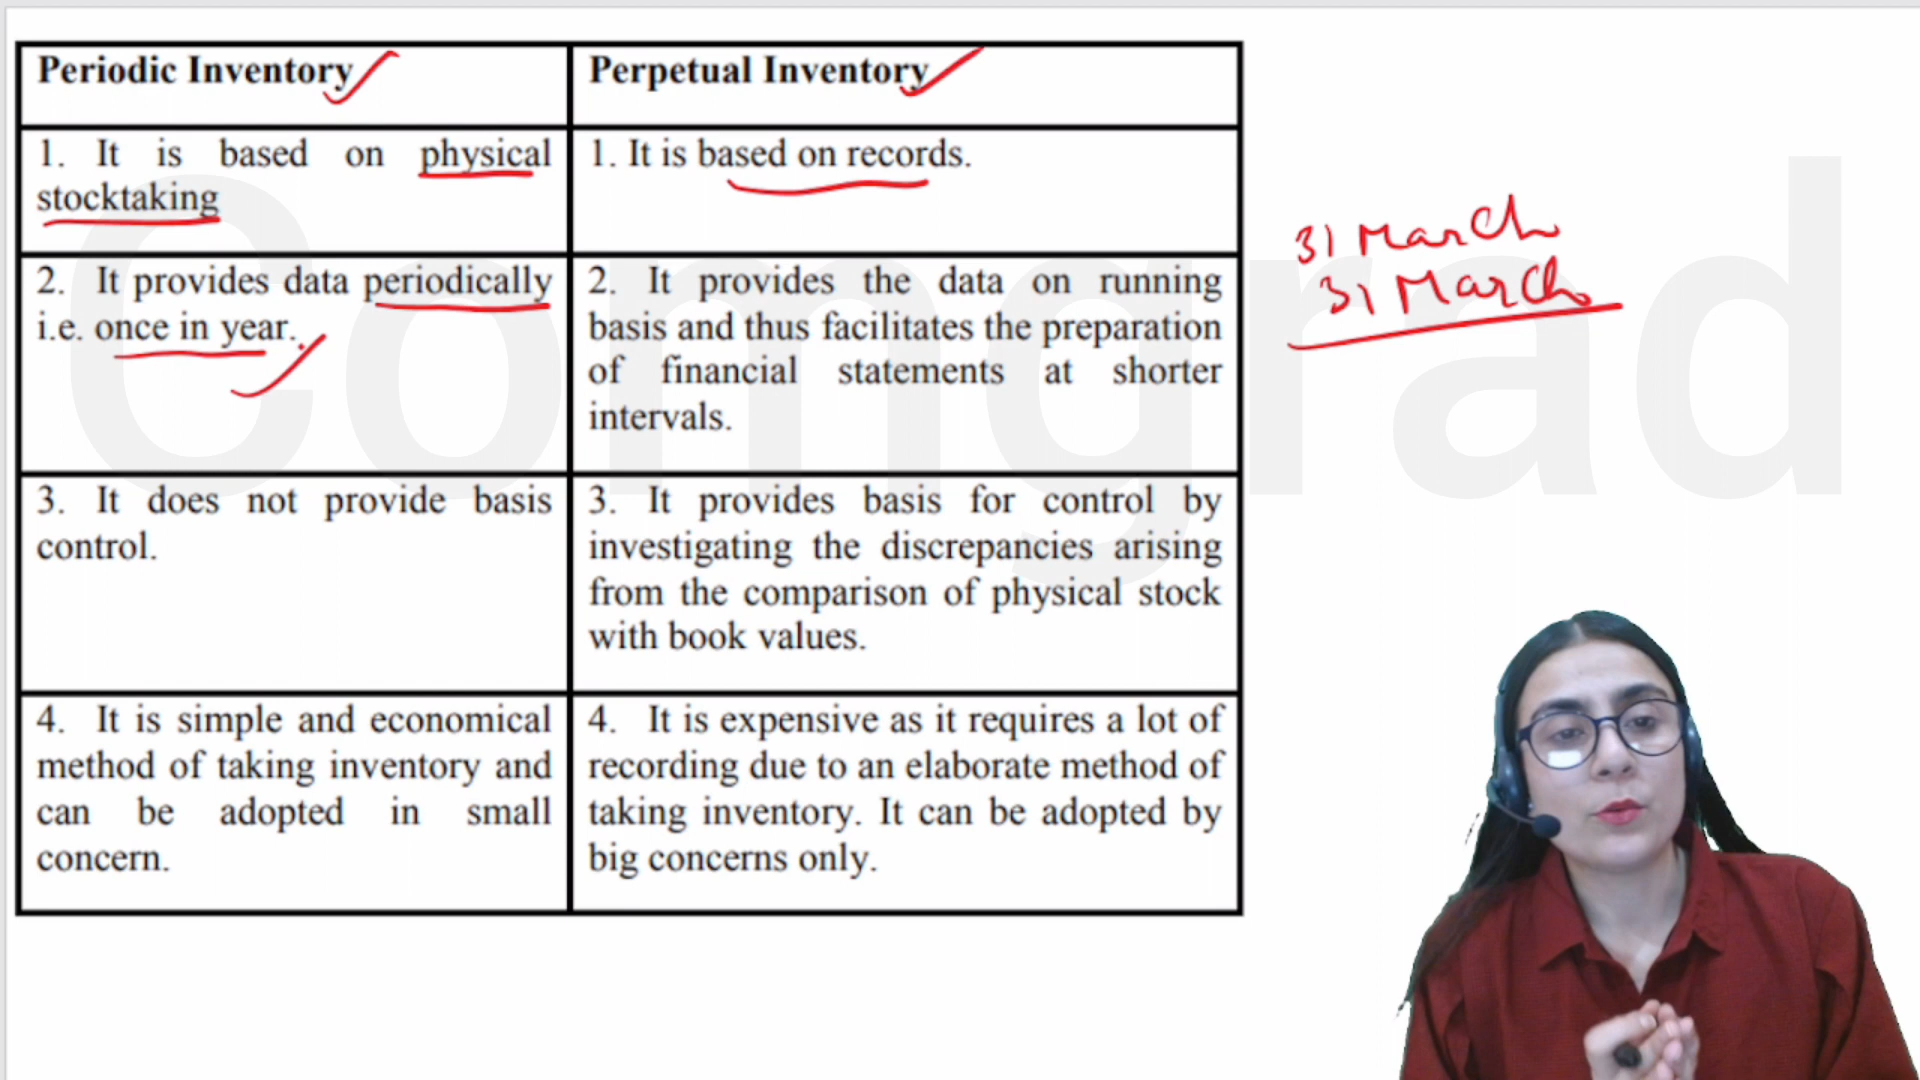 Periodic Inventory
Perpetual Inventory
1. It is based on physical
stocktaking
1. It is based on records.
2. It provides data periodically
i.e. once in year.
2. It provides the data on running
basis and thus facilitates the preparation
of financial statements at shorter
intervals.
3. It does not provide basis
control.
3. It provides basis for control by
investigating the discrepancies arising
from the comparison of physical stock
with book values.
4. It is simple and economical
method of taking inventory and
can be adopted in small
concern.
4. It is expensive as it requires a lot of
recording due to an elaborate method of
taking inventory. It can be adopted by
big concerns only.
31 March
31 March
Comgrad